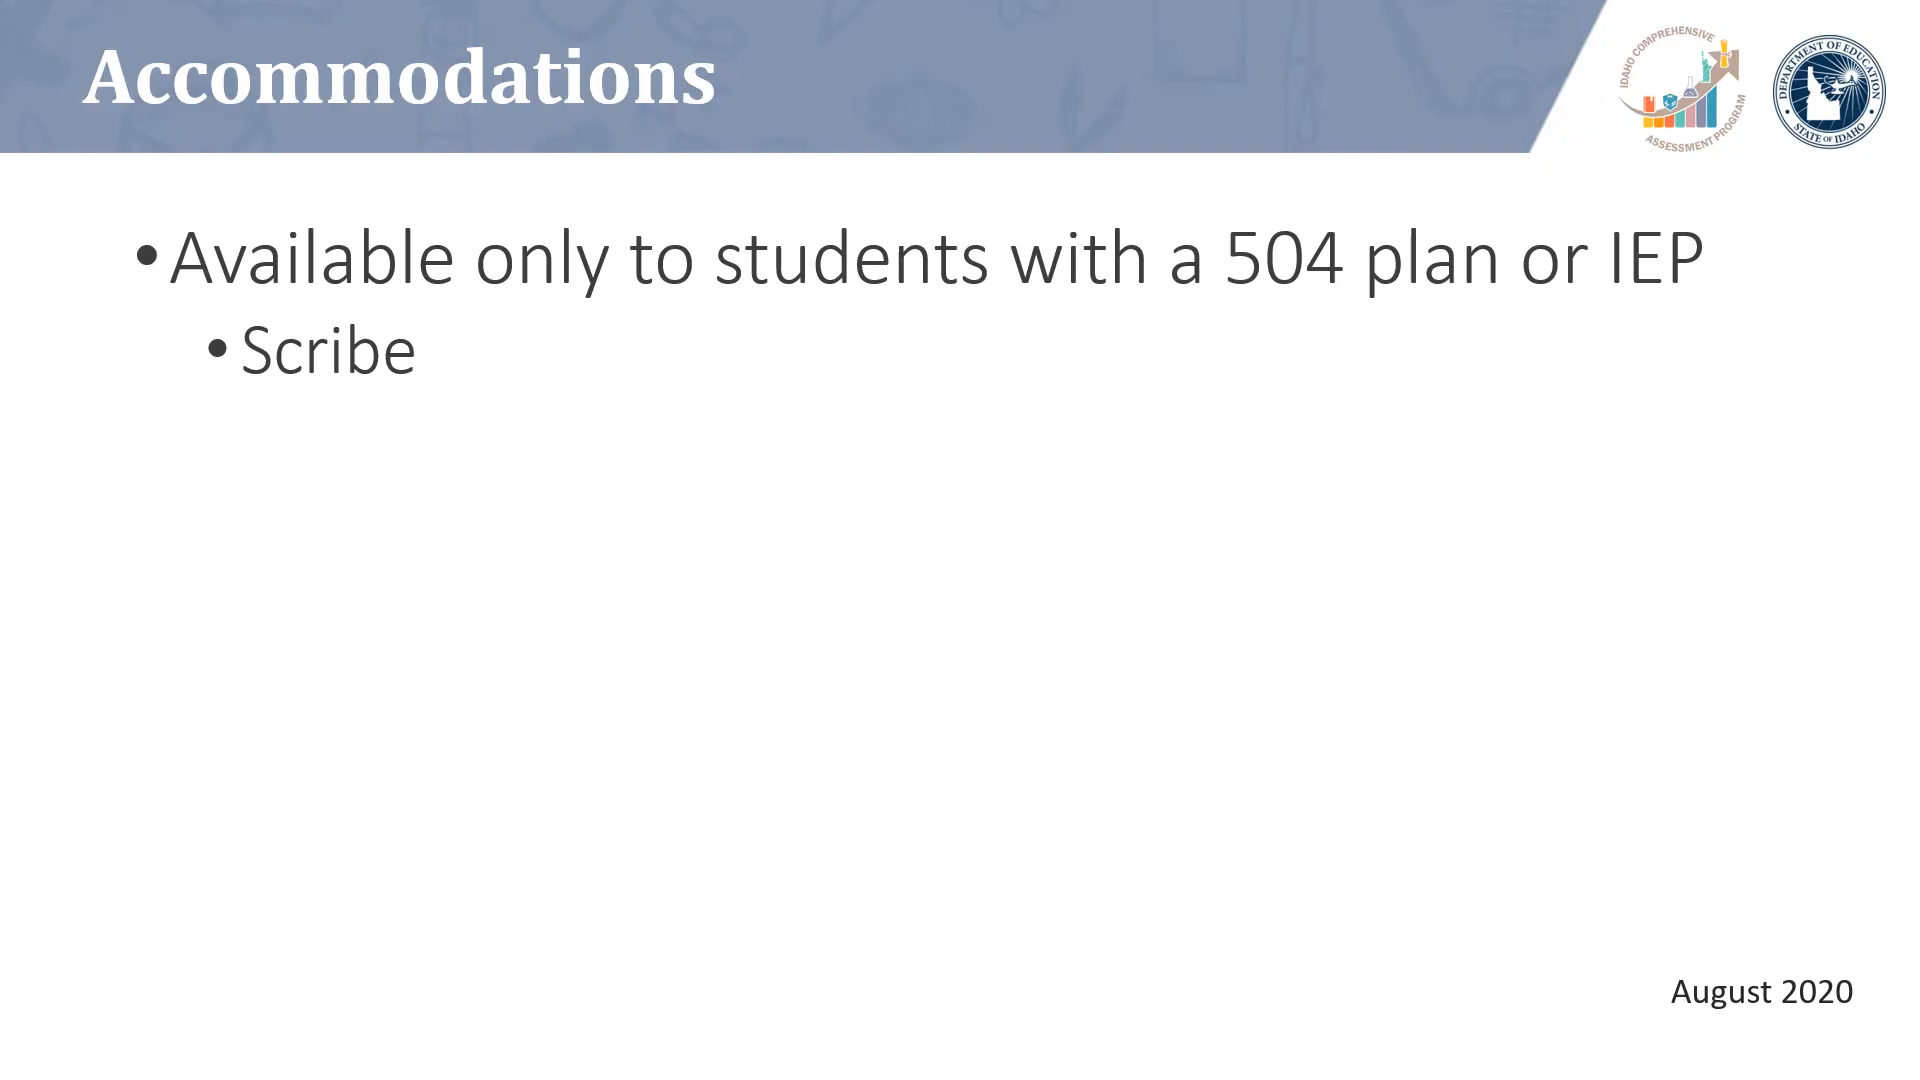 Accommodations
IDAHO COMPREHENSIVE
ASSESSMENT PROGRAM
DEPARTMENT OF EDUCATION
• STATE OF IDAHO •
• Available only to students with a 504 plan or IEP
• Scribe
August 2020